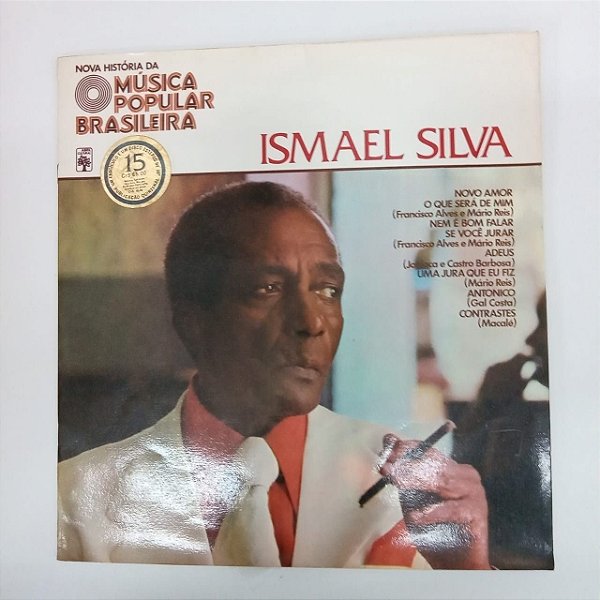 NOVA HISTÓRIA DA
MÚSICA
POPULAR
BRASILEIRA
15
ISMAEL SILVA
NOVO AMOR
O QUE SERÁ DE MIM
(Francisco Alves e Mário Reis)
NEM É BOM FALAR
SE VOCÊ JURAR
(Francisco Alves e Mário Reis)
ADEUS
(Jonjoca e Castro Barbosa)
UMA JURA QUE EU FIZ
(Mário Reis)
ANTONICO
(Gal Costa)
CONTRASTES
(Macalé)